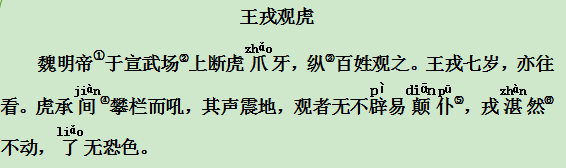 王戎观虎
zhǎo
魏明帝①于宣武场②上断虎爪牙，纵③百姓观之。王戎七岁，亦往
jiàn pì diān pū zhàn
看。虎承间④攀栏而吼，其声震地，观者无不辟易颠仆⑤，戎湛然⑥
liǎo
不动，了无恐色。